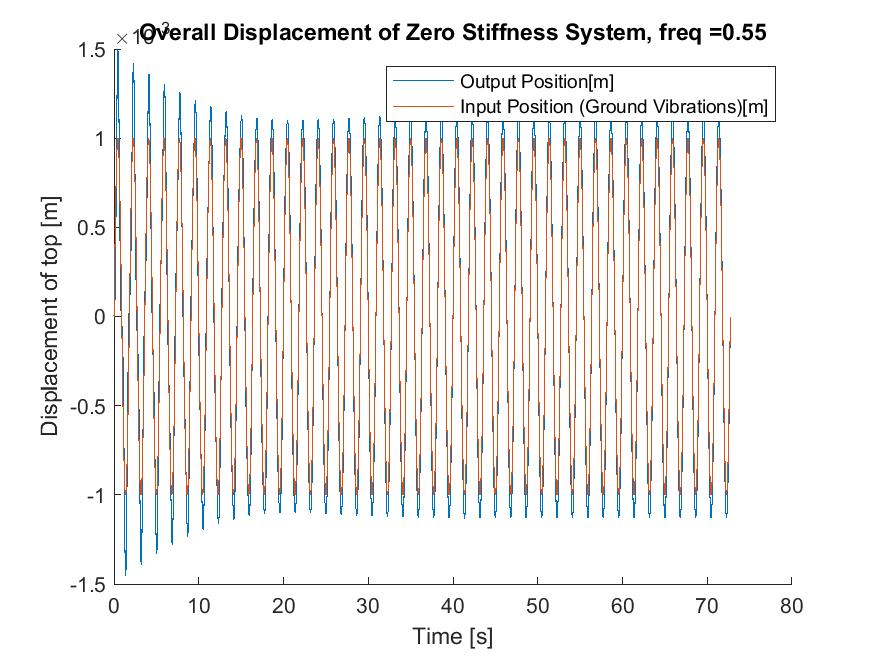 ×10-3
Overall Displacement of Zero Stiffness System, freq =0.55
Output Position[m]
Input Position (Ground Vibrations)[m]
1.5
1
0.5
0
-0.5
-1
-1.5
Displacement of top [m]
0 10 20 30 40 50 60 70 80
Time [s]